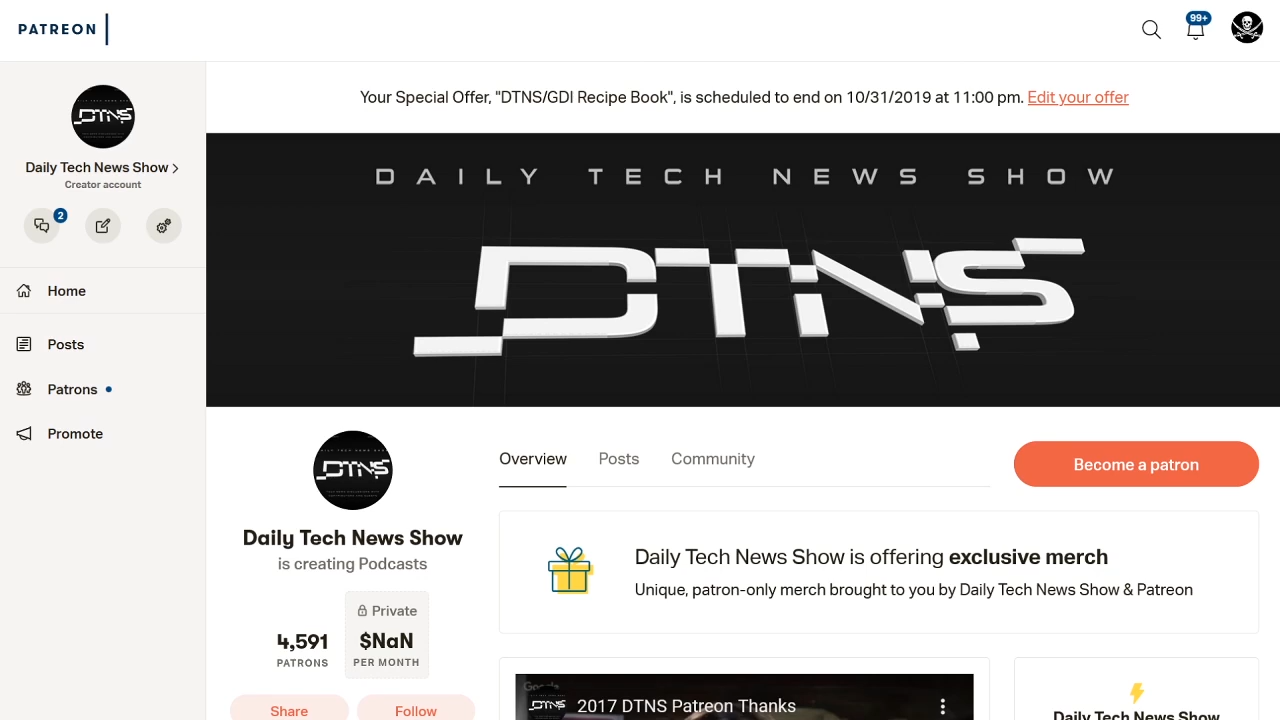 PATREON
99+
Your Special Offer, "DTNS/GDI Recipe Book", is scheduled to end on 10/31/2019 at 11:00 pm. Edit your offer
DTNS
Daily Tech News Show
Creator account
2
Home
Posts
Patrons
Promote
DAILY TECH NEWS SHOW
DTNS
DTNS
Daily Tech News Show
is creating Podcasts
4,591
PATRONS
Private
$NaN
PER MONTH
Share
Follow
Overview
Posts
Community
Become a patron
Daily Tech News Show is offering exclusive merch
Unique, patron-only merch brought to you by Daily Tech News Show & Patreon
Google
DTNS
2017 DTNS Patreon Thanks
Daily Tech News Show